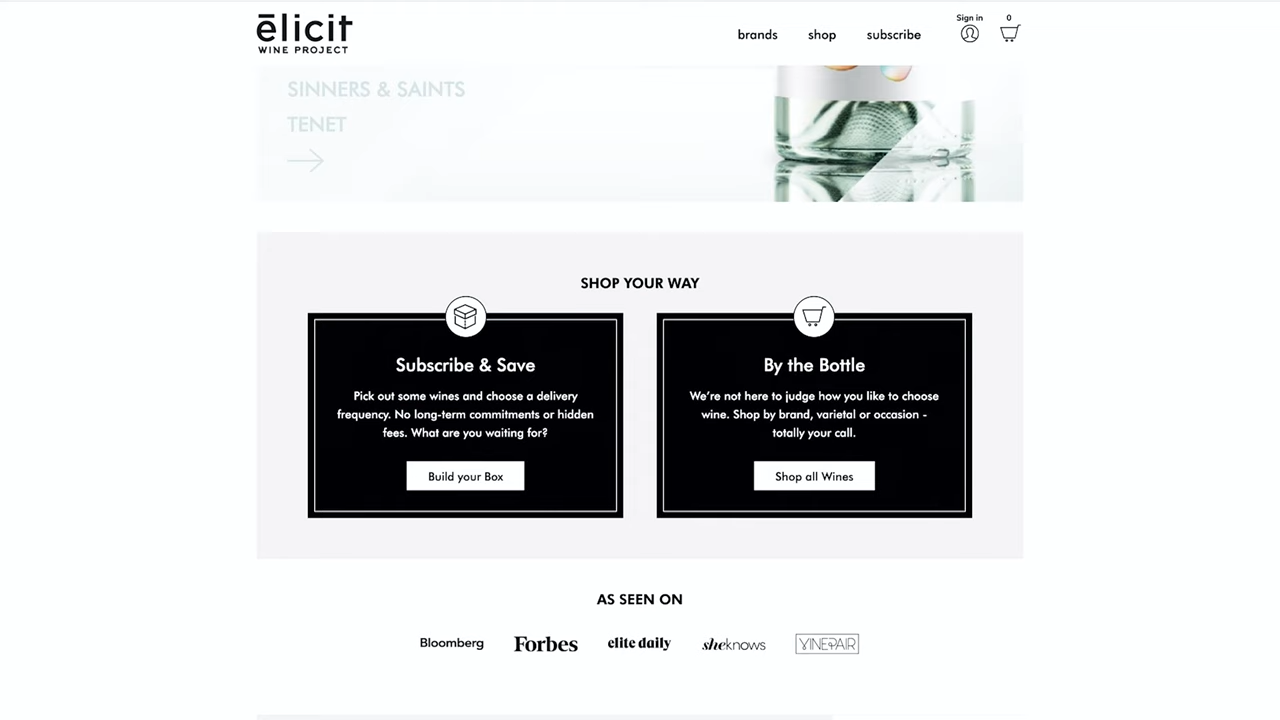 ēlicit
WINE PROJECT
brands
shop
subscribe
Sign in
0
SINNERS & SAINTS
TENET
SHOP YOUR WAY
Subscribe & Save
Pick out some wines and choose a delivery
frequency. No long-term commitments or hidden
fees. What are you waiting for?
Build your Box
By the Bottle
We're not here to judge how you like to choose
wine. Shop by brand, varietal or occasion -
totally your call.
Shop all Wines
AS SEEN ON
Bloomberg
Forbes
elite daily
sheknows
VINEPAIR